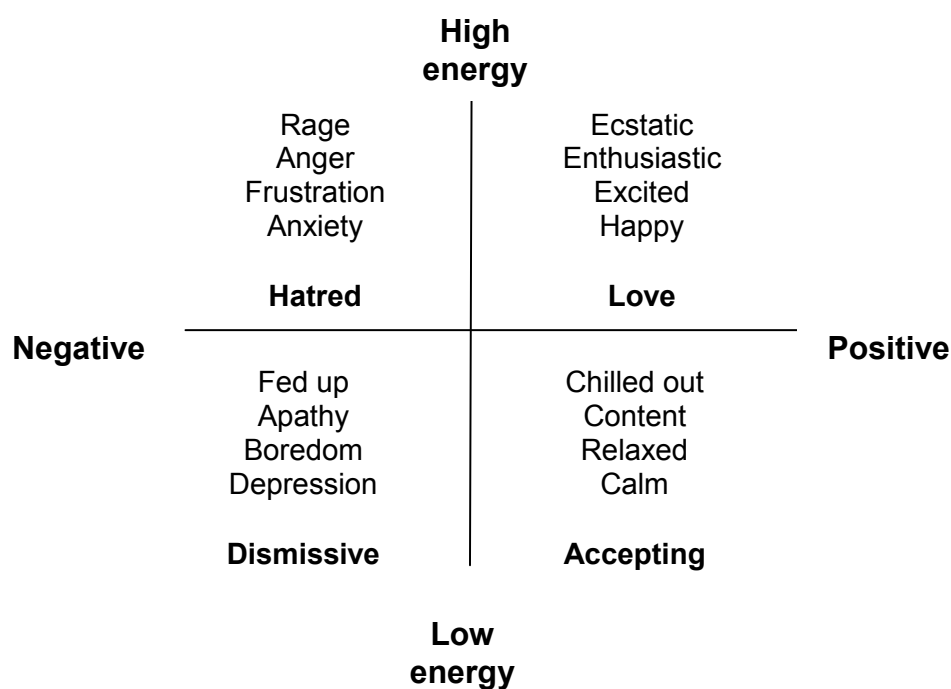 High
energy
Rage
Anger
Frustration
Anxiety
Hatred
Ecstatic
Enthusiastic
Excited
Happy
Love
Negative
Positive
Fed up
Apathy
Boredom
Depression
Dismissive
Chilled out
Content
Relaxed
Calm
Accepting
Low
energy